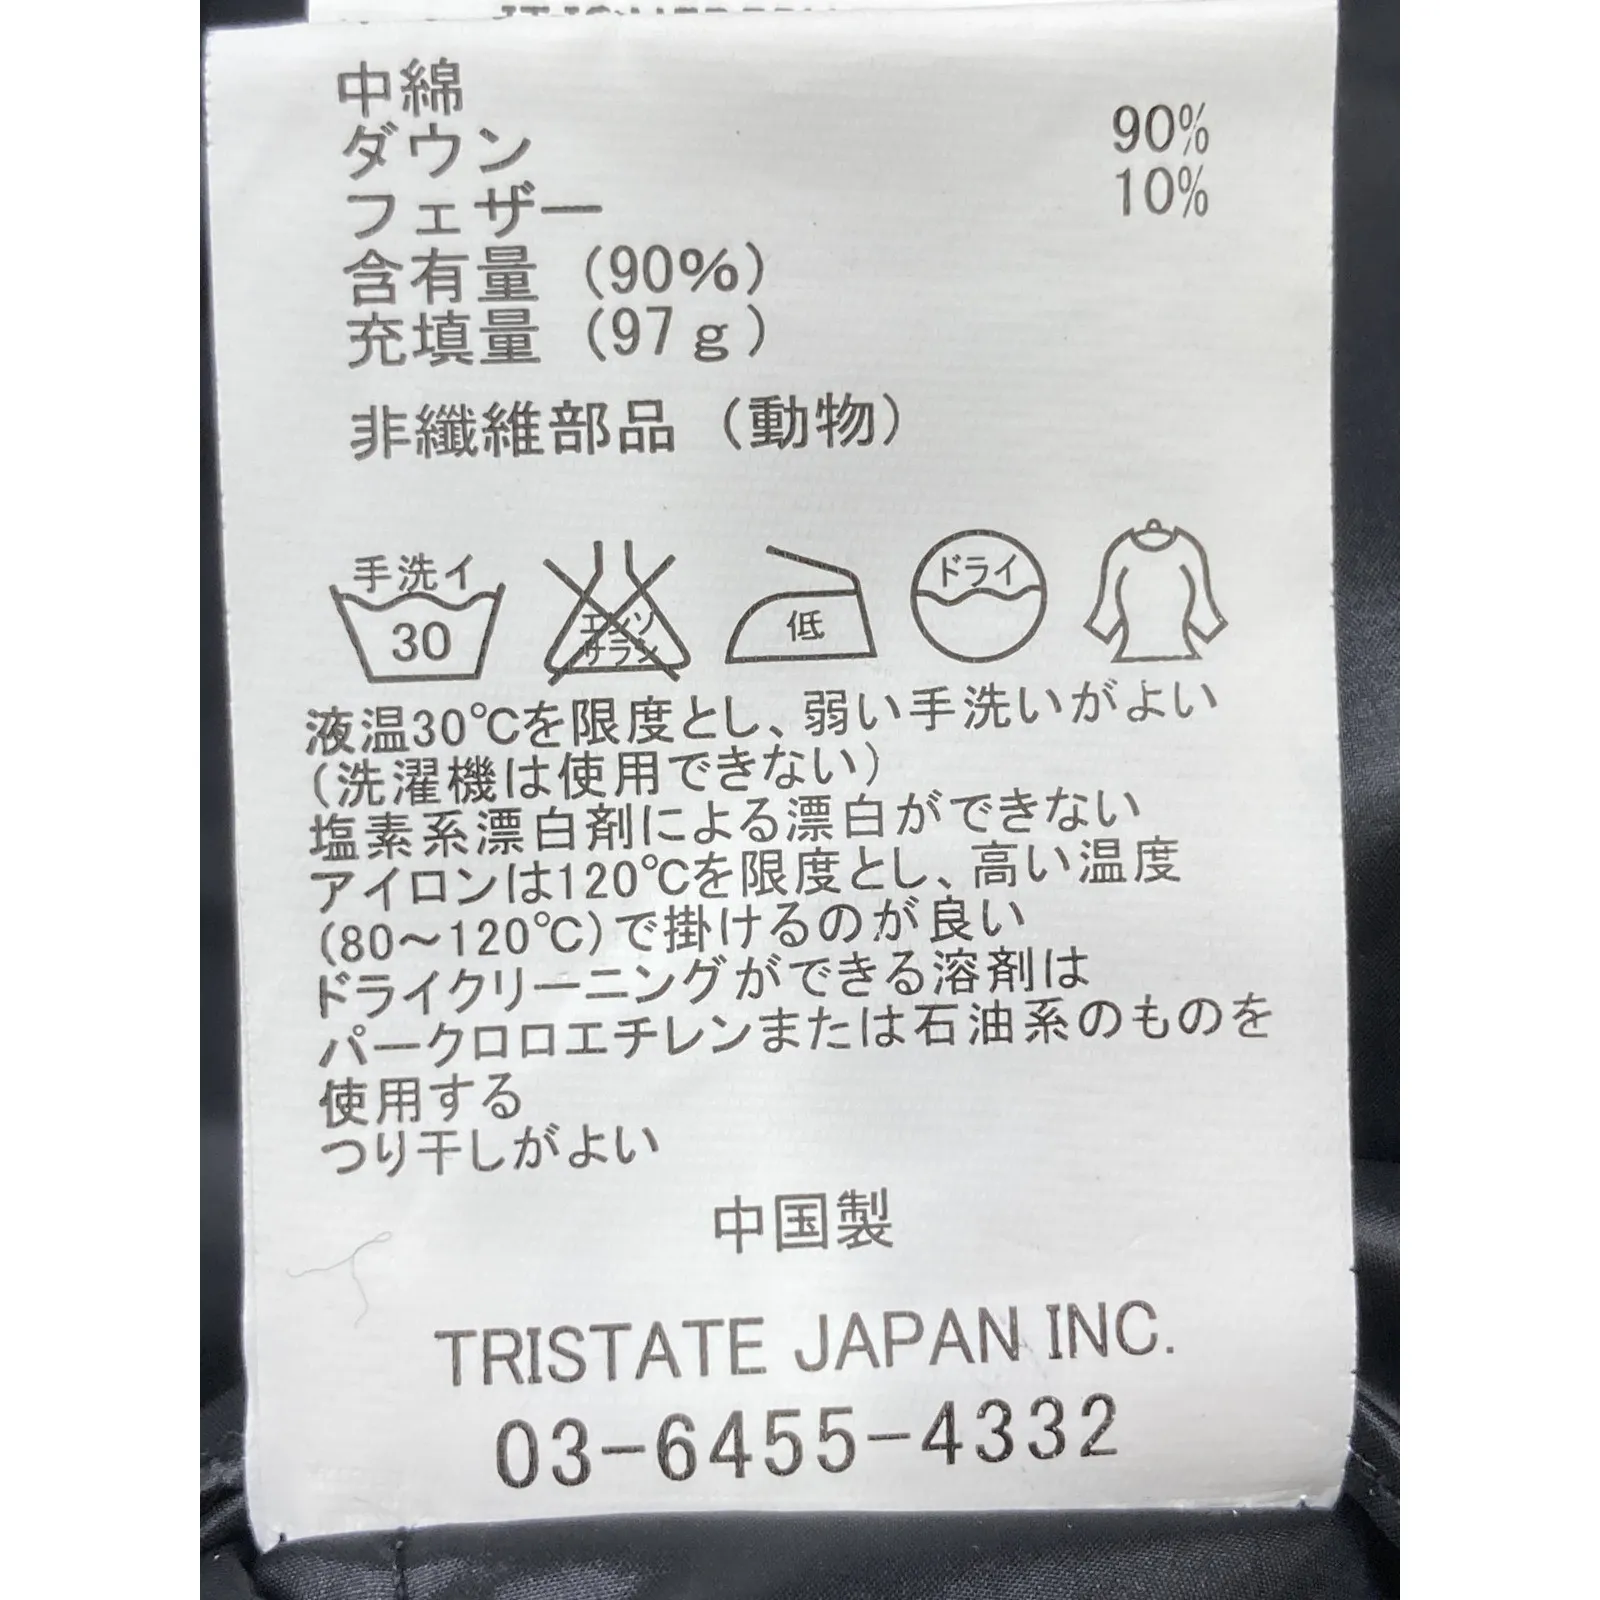 中綿
ダウン 90%
フェザー 10%
含有量 (90%)
充填量 (97g)
非繊維部品 (動物)
手洗イ ドライ
30 エンソサラシ 低
液温30℃を限度とし、弱い手洗いがよい
(洗濯機は使用できない)
塩素系漂白剤による漂白ができない
アイロンは120℃を限度とし、高い温度
(80～120℃)で掛けるのが良い
ドライクリーニングができる溶剤は
パークロロエチレンまたは石油系のものを
使用する
つり干しがよい
中国製
TRISTATE JAPAN INC.
03-6455-4332